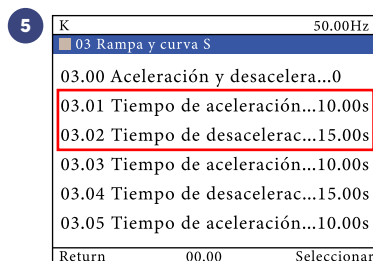 5
K 50.00Hz
03 Rampa y curva S
03.00 Aceleración y desacelera...0
03.01 Tiempo de aceleración...10.00s
03.02 Tiempo de desacelerac...15.00s
03.03 Tiempo de aceleración...10.00s
03.04 Tiempo de desacelerac...15.00s
03.05 Tiempo de aceleración...10.00s
Return 00.00 Seleccionar